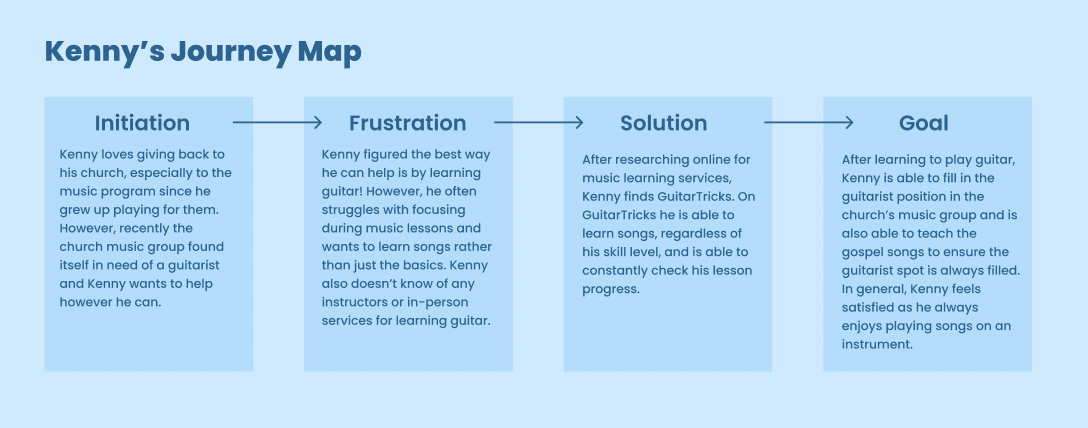 Kenny’s Journey Map
Initiation
Kenny loves giving back to
his church, especially to the
music program since he
grew up playing for them.
However, recently the
church music group found
itself in need of a guitarist
and Kenny wants to help
however he can.
Frustration
Kenny figured the best way
he can help is by learning
guitar! However, he often
struggles with focusing
during music lessons and
wants to learn songs rather
than just the basics. Kenny
also doesn’t know of any
instructors or in-person
services for learning guitar.
Solution
After researching online for
music learning services,
Kenny finds GuitarTricks. On
GuitarTricks he is able to
learn songs, regardless of
his skill level, and is able to
constantly check his lesson
progress.
Goal
After learning to play guitar,
Kenny is able to fill in the
guitarist position in the
church’s music group and is
also able to teach the
gospel songs to ensure the
guitarist spot is always filled.
In general, Kenny feels
satisfied as he always
enjoys playing songs on an
instrument.